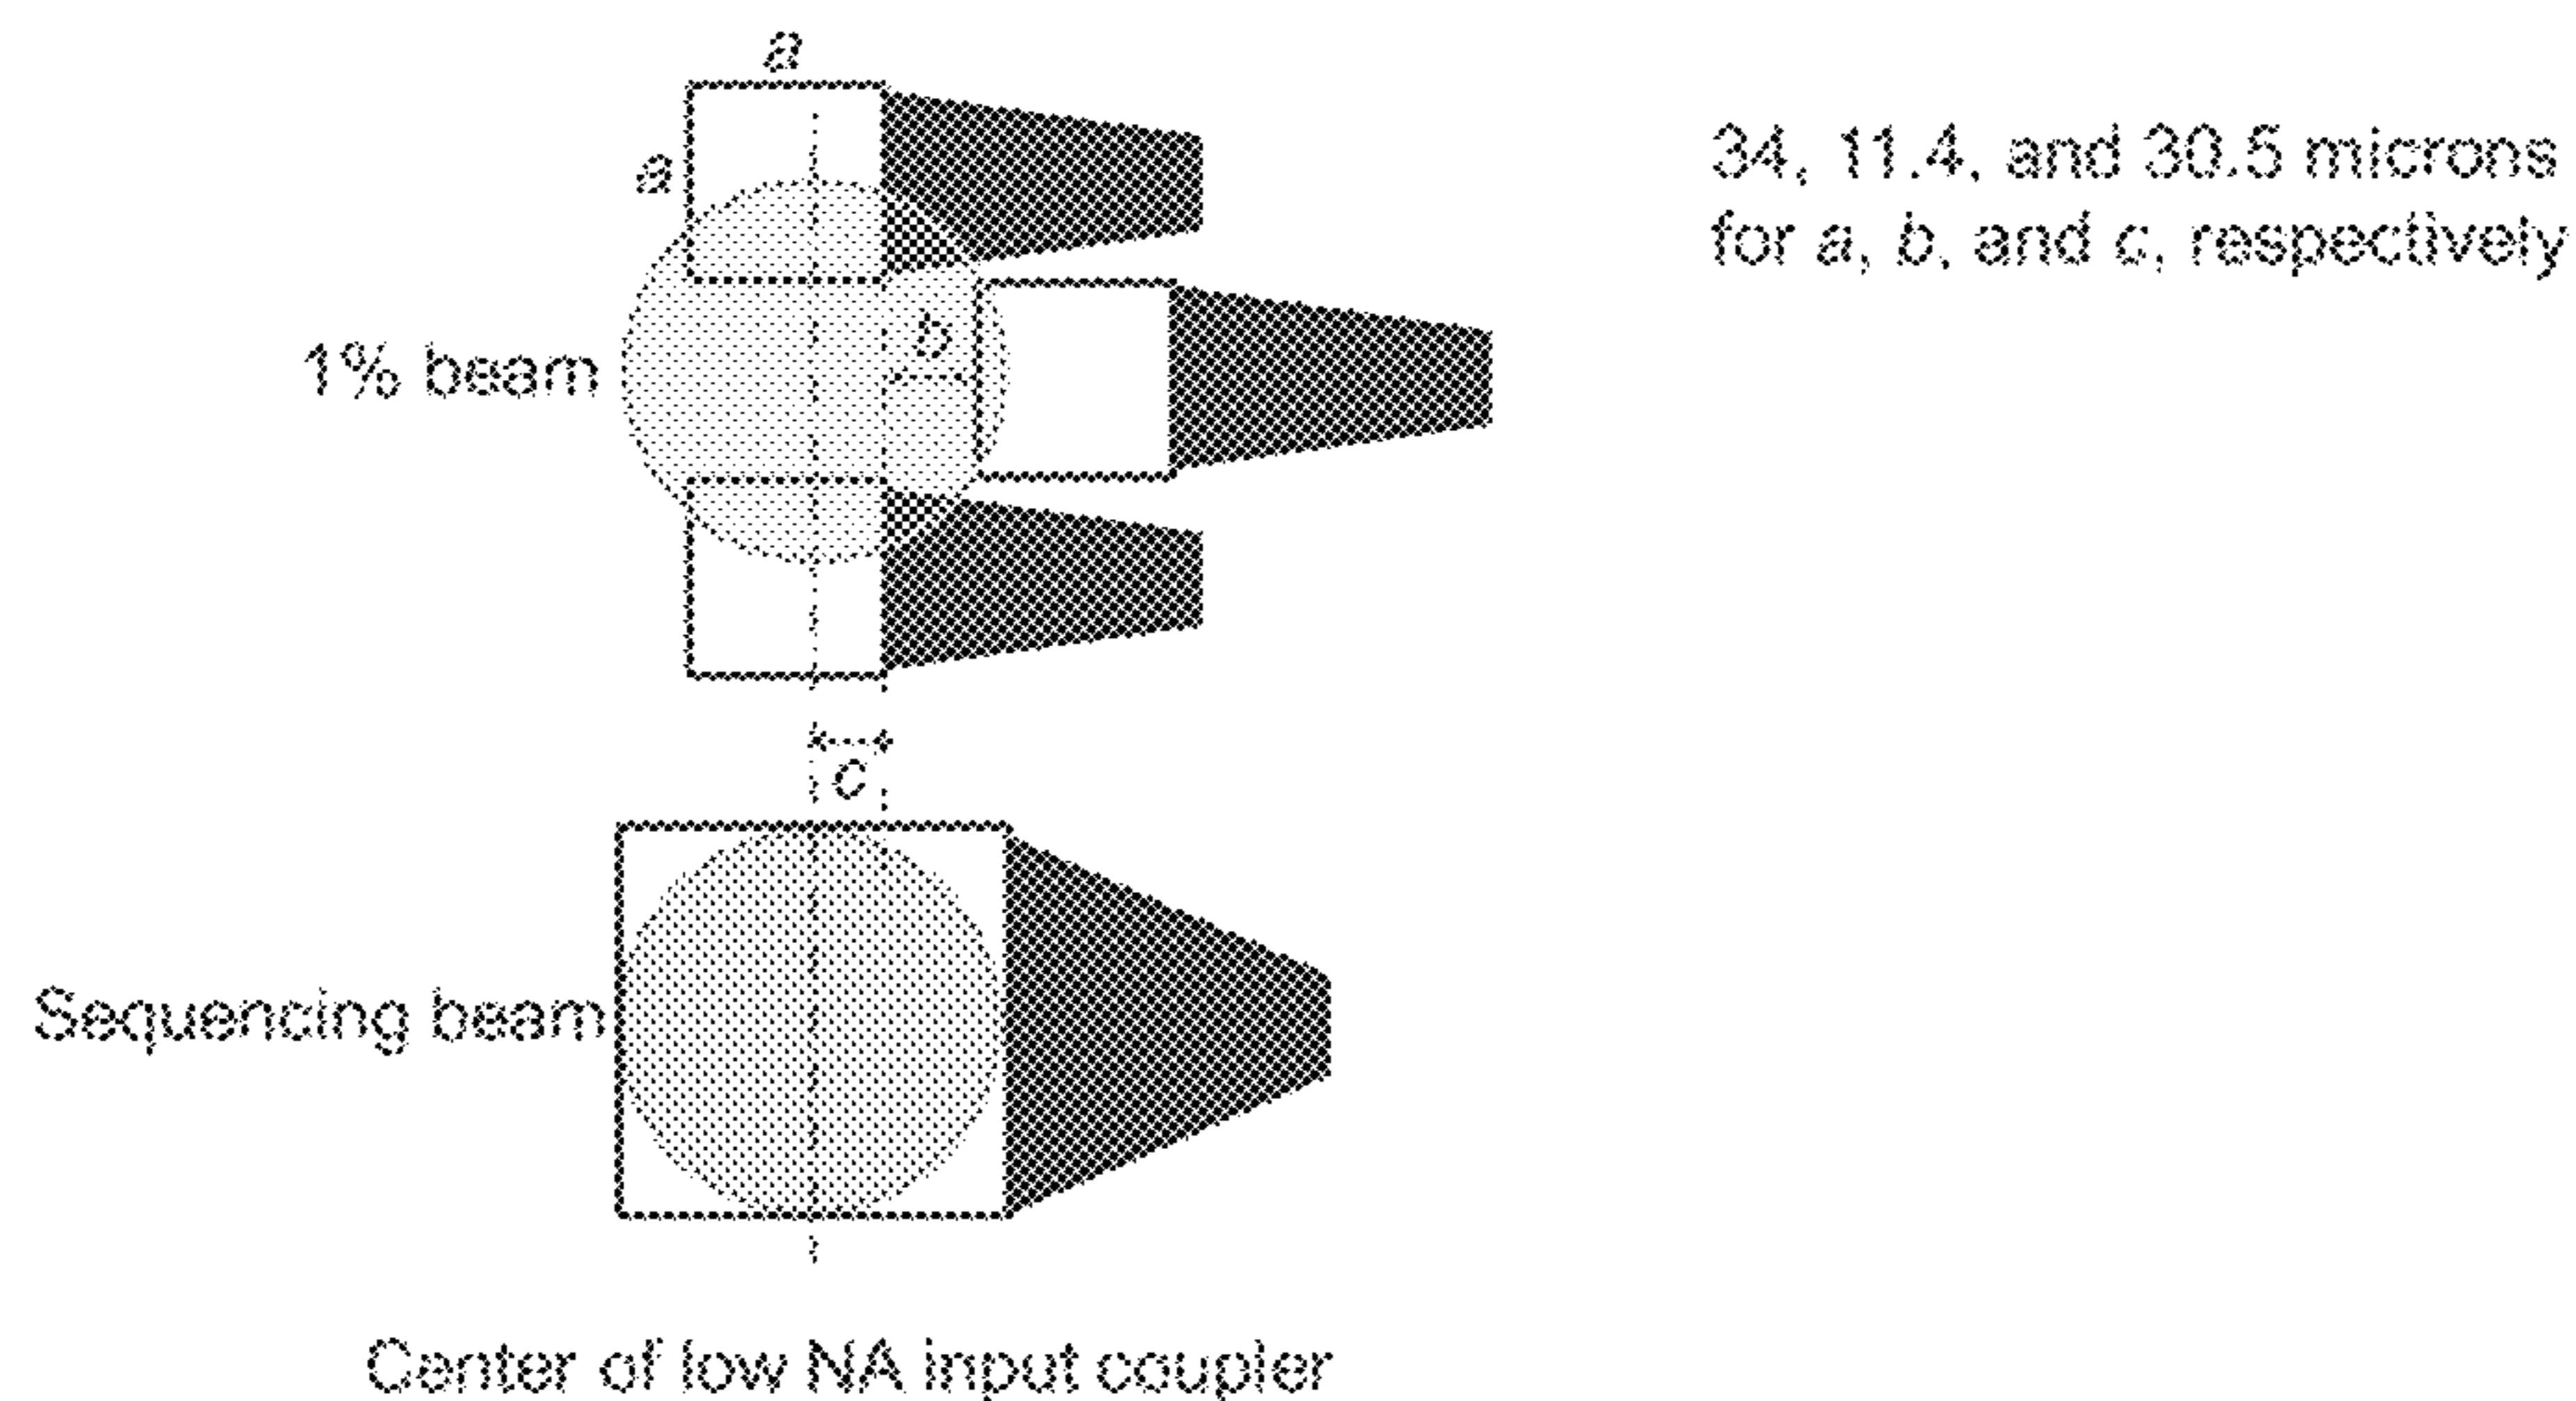 a
34, 11.4, and 30.5 microns
for a, b, and c, respectively
a
b
1% beam
c
Sequencing beam
Center of low NA input coupler